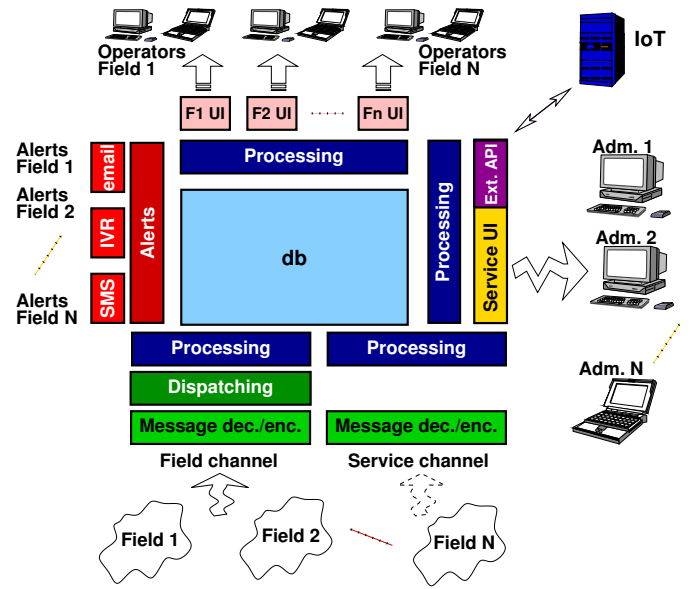 Operators
Field 1
Operators
Field N
IoT
F1 UI
F2 UI
Fn UI
Alerts
Field 1
Alerts
Field 2
Alerts
Field N
email
IVR
SMS
Alerts
Processing
db
Processing
Ext. API
Service UI
Adm. 1
Adm. 2
Adm. N
Processing
Processing
Dispatching
Message dec./enc.
Message dec./enc.
Field channel
Service channel
Field 1
Field 2
Field N